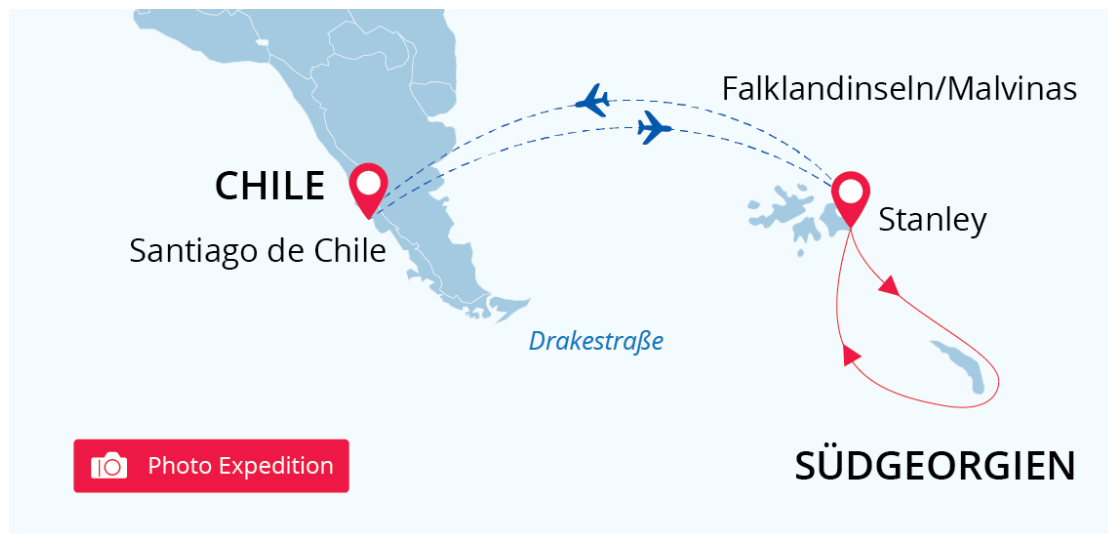 Falklandinseln/Malvinas
CHILE
Santiago de Chile
Stanley
Drakestraße
SÜDGEORGIEN
Photo Expedition